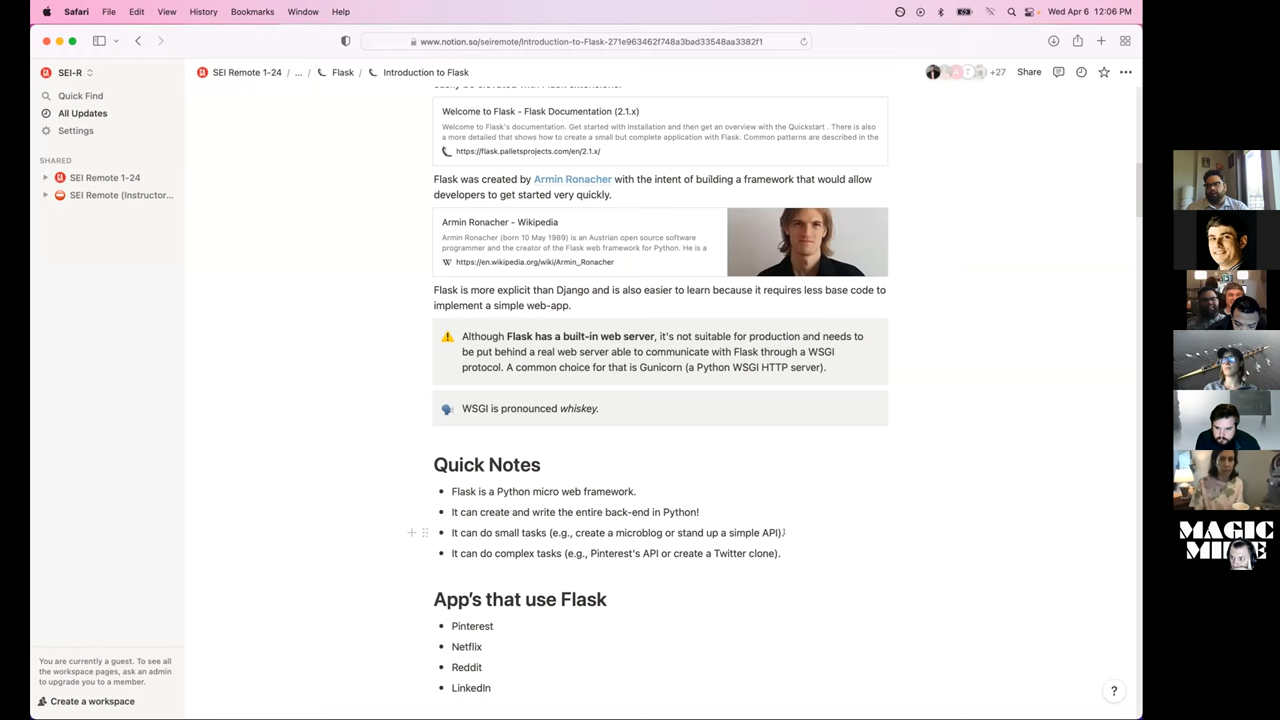 Safari File Edit View History Bookmarks Window Help Wed Apr 6 12:06 PM
www.notion.so/seiremote/Introduction-to-Flask-271e963462f748a3bad33548aa3382f1
SEI-R
SEI Remote 1-24 / ... / Flask / Introduction to Flask
+27 Share
Quick Find
All Updates
Settings
SHARED
SEI Remote 1-24
SEI Remote (Instructor...
Welcome to Flask - Flask Documentation (2.1.x)
Welcome to Flask's documentation. Get started with Installation and then get an overview with the Quickstart . There is also
a more detailed that shows how to create a small but complete application with Flask. Common patterns are described in the
https://flask.palletsprojects.com/en/2.1.x/
Flask was created by Armin Ronacher with the intent of building a framework that would allow
developers to get started very quickly.
Armin Ronacher - Wikipedia
Armin Ronacher (born 10 May 1989) is an Austrian open source software
programmer and the creator of the Flask web framework for Python. He is a
W https://en.wikipedia.org/wiki/Armin_Ronacher
Flask is more explicit than Django and is also easier to learn because it requires less base code to
implement a simple web-app.
Although Flask has a built-in web server, it's not suitable for production and needs to
be put behind a real web server able to communicate with Flask through a WSGI
protocol. A common choice for that is Gunicorn (a Python WSGI HTTP server).
WSGI is pronounced whiskey.
Quick Notes
Flask is a Python micro web framework.
It can create and write the entire back-end in Python!
It can do small tasks (e.g., create a microblog or stand up a simple API)
It can do complex tasks (e.g., Pinterest's API or create a Twitter clone).
App's that use Flask
Pinterest
Netflix
Reddit
LinkedIn
You are currently a guest. To see all
the workspace pages, ask an admin
to upgrade you to a member.
Create a workspace
?
MAGIC